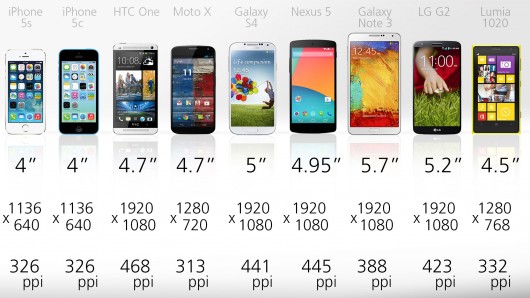 iPhone 5s
iPhone 5c
HTC One
Moto X
Galaxy S4
Nexus 5
Galaxy Note 3
LG G2
Lumia 1020
4” 4” 4.7” 4.7” 5” 4.95” 5.7” 5.2” 4.5”
1136 1136 1920 1280 1920 1920 1920 1920 1280
x 640 x 640 x 1080 x 720 x 1080 x 1080 x 1080 x 1080 x 768
326 326 468 313 441 445 388 423 332
ppi ppi ppi ppi ppi ppi ppi ppi ppi